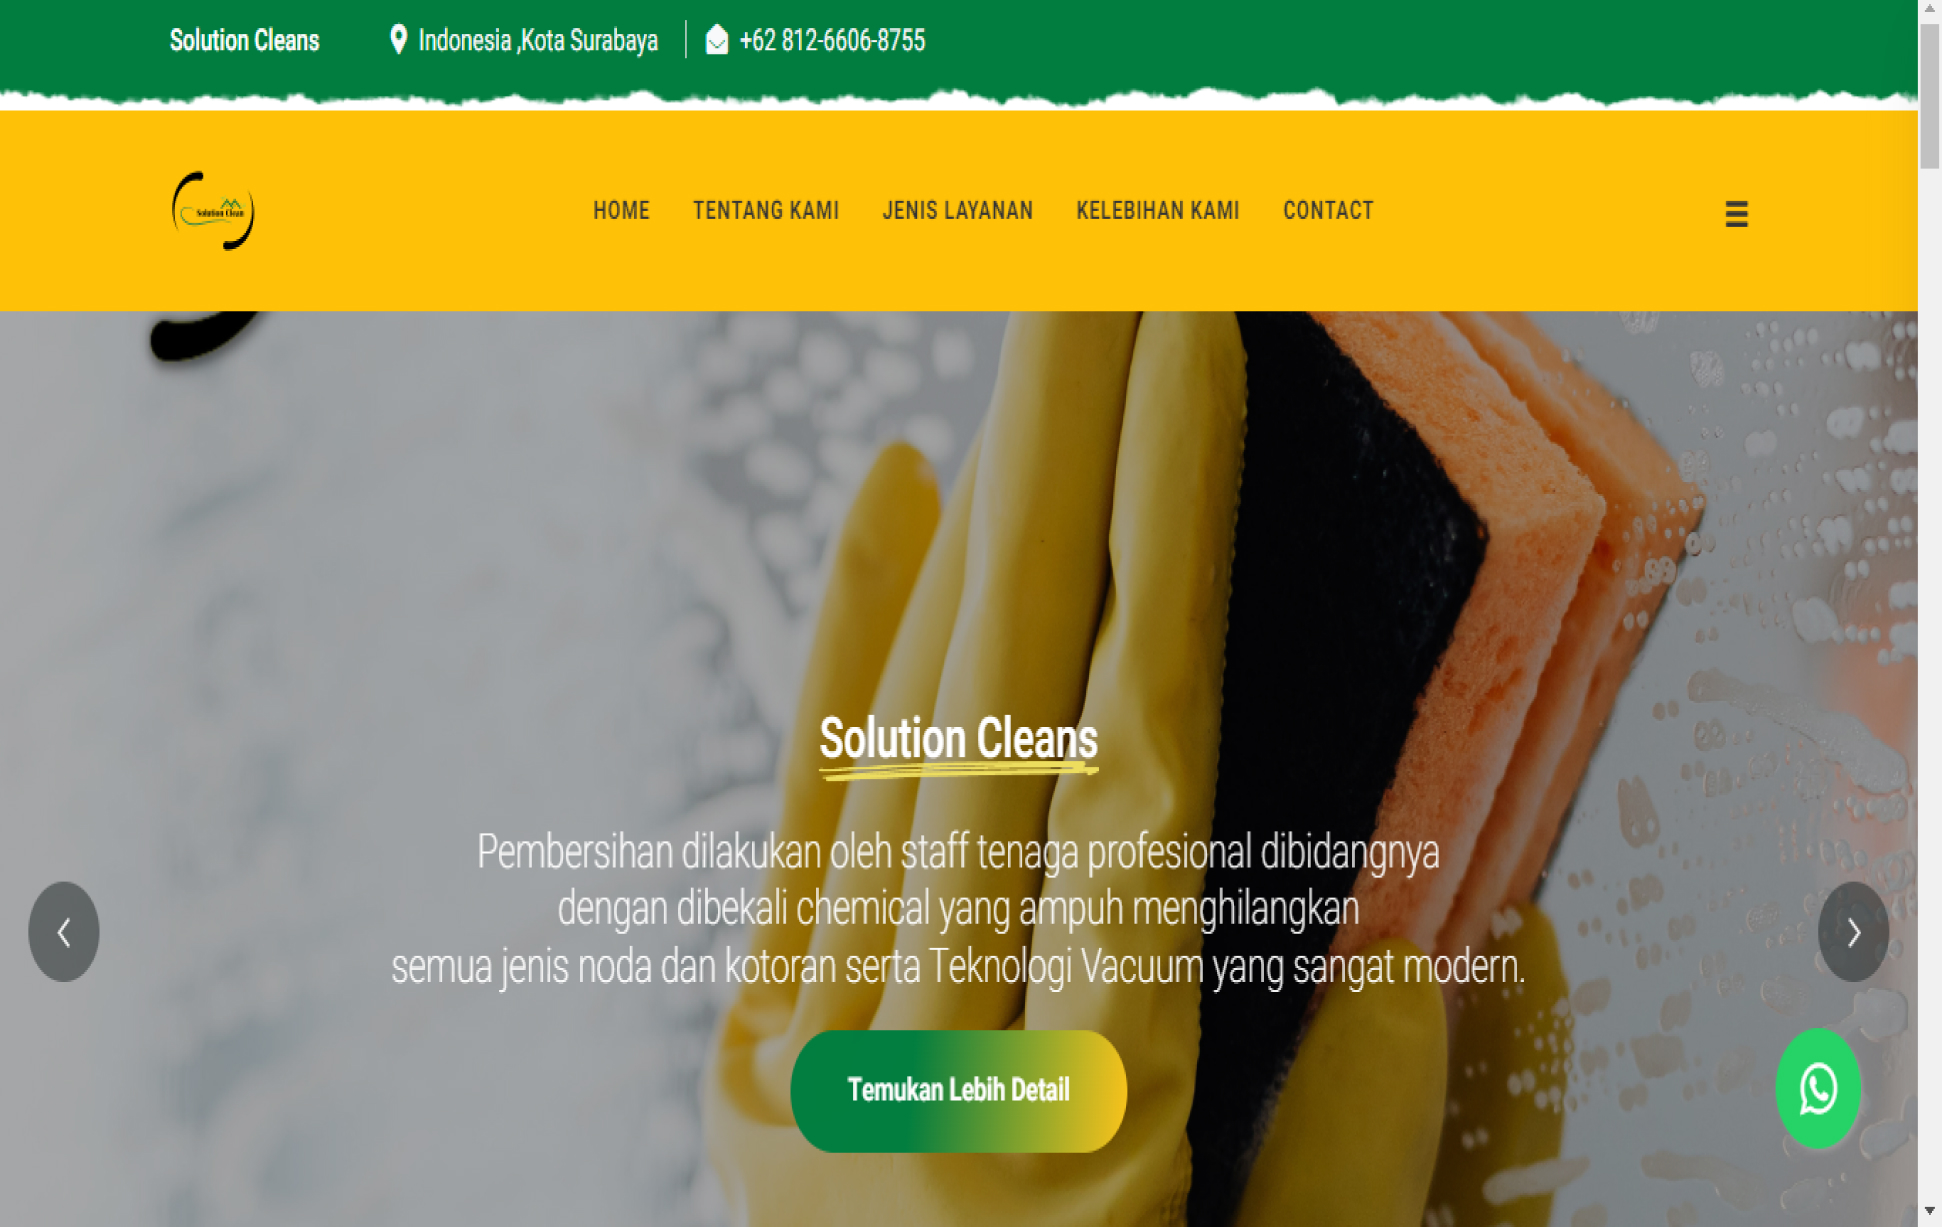 Solution Cleans
Indonesia ,Kota Surabaya
+62 812-6606-8755
Solution Clean
HOME
TENTANG KAMI
JENIS LAYANAN
KELEBIHAN KAMI
CONTACT
Solution Cleans
Pembersihan dilakukan oleh staff tenaga profesional dibidangnya
dengan dibekali chemical yang ampuh menghilangkan
semua jenis noda dan kotoran serta Teknologi Vacuum yang sangat modern.
Temukan Lebih Detail